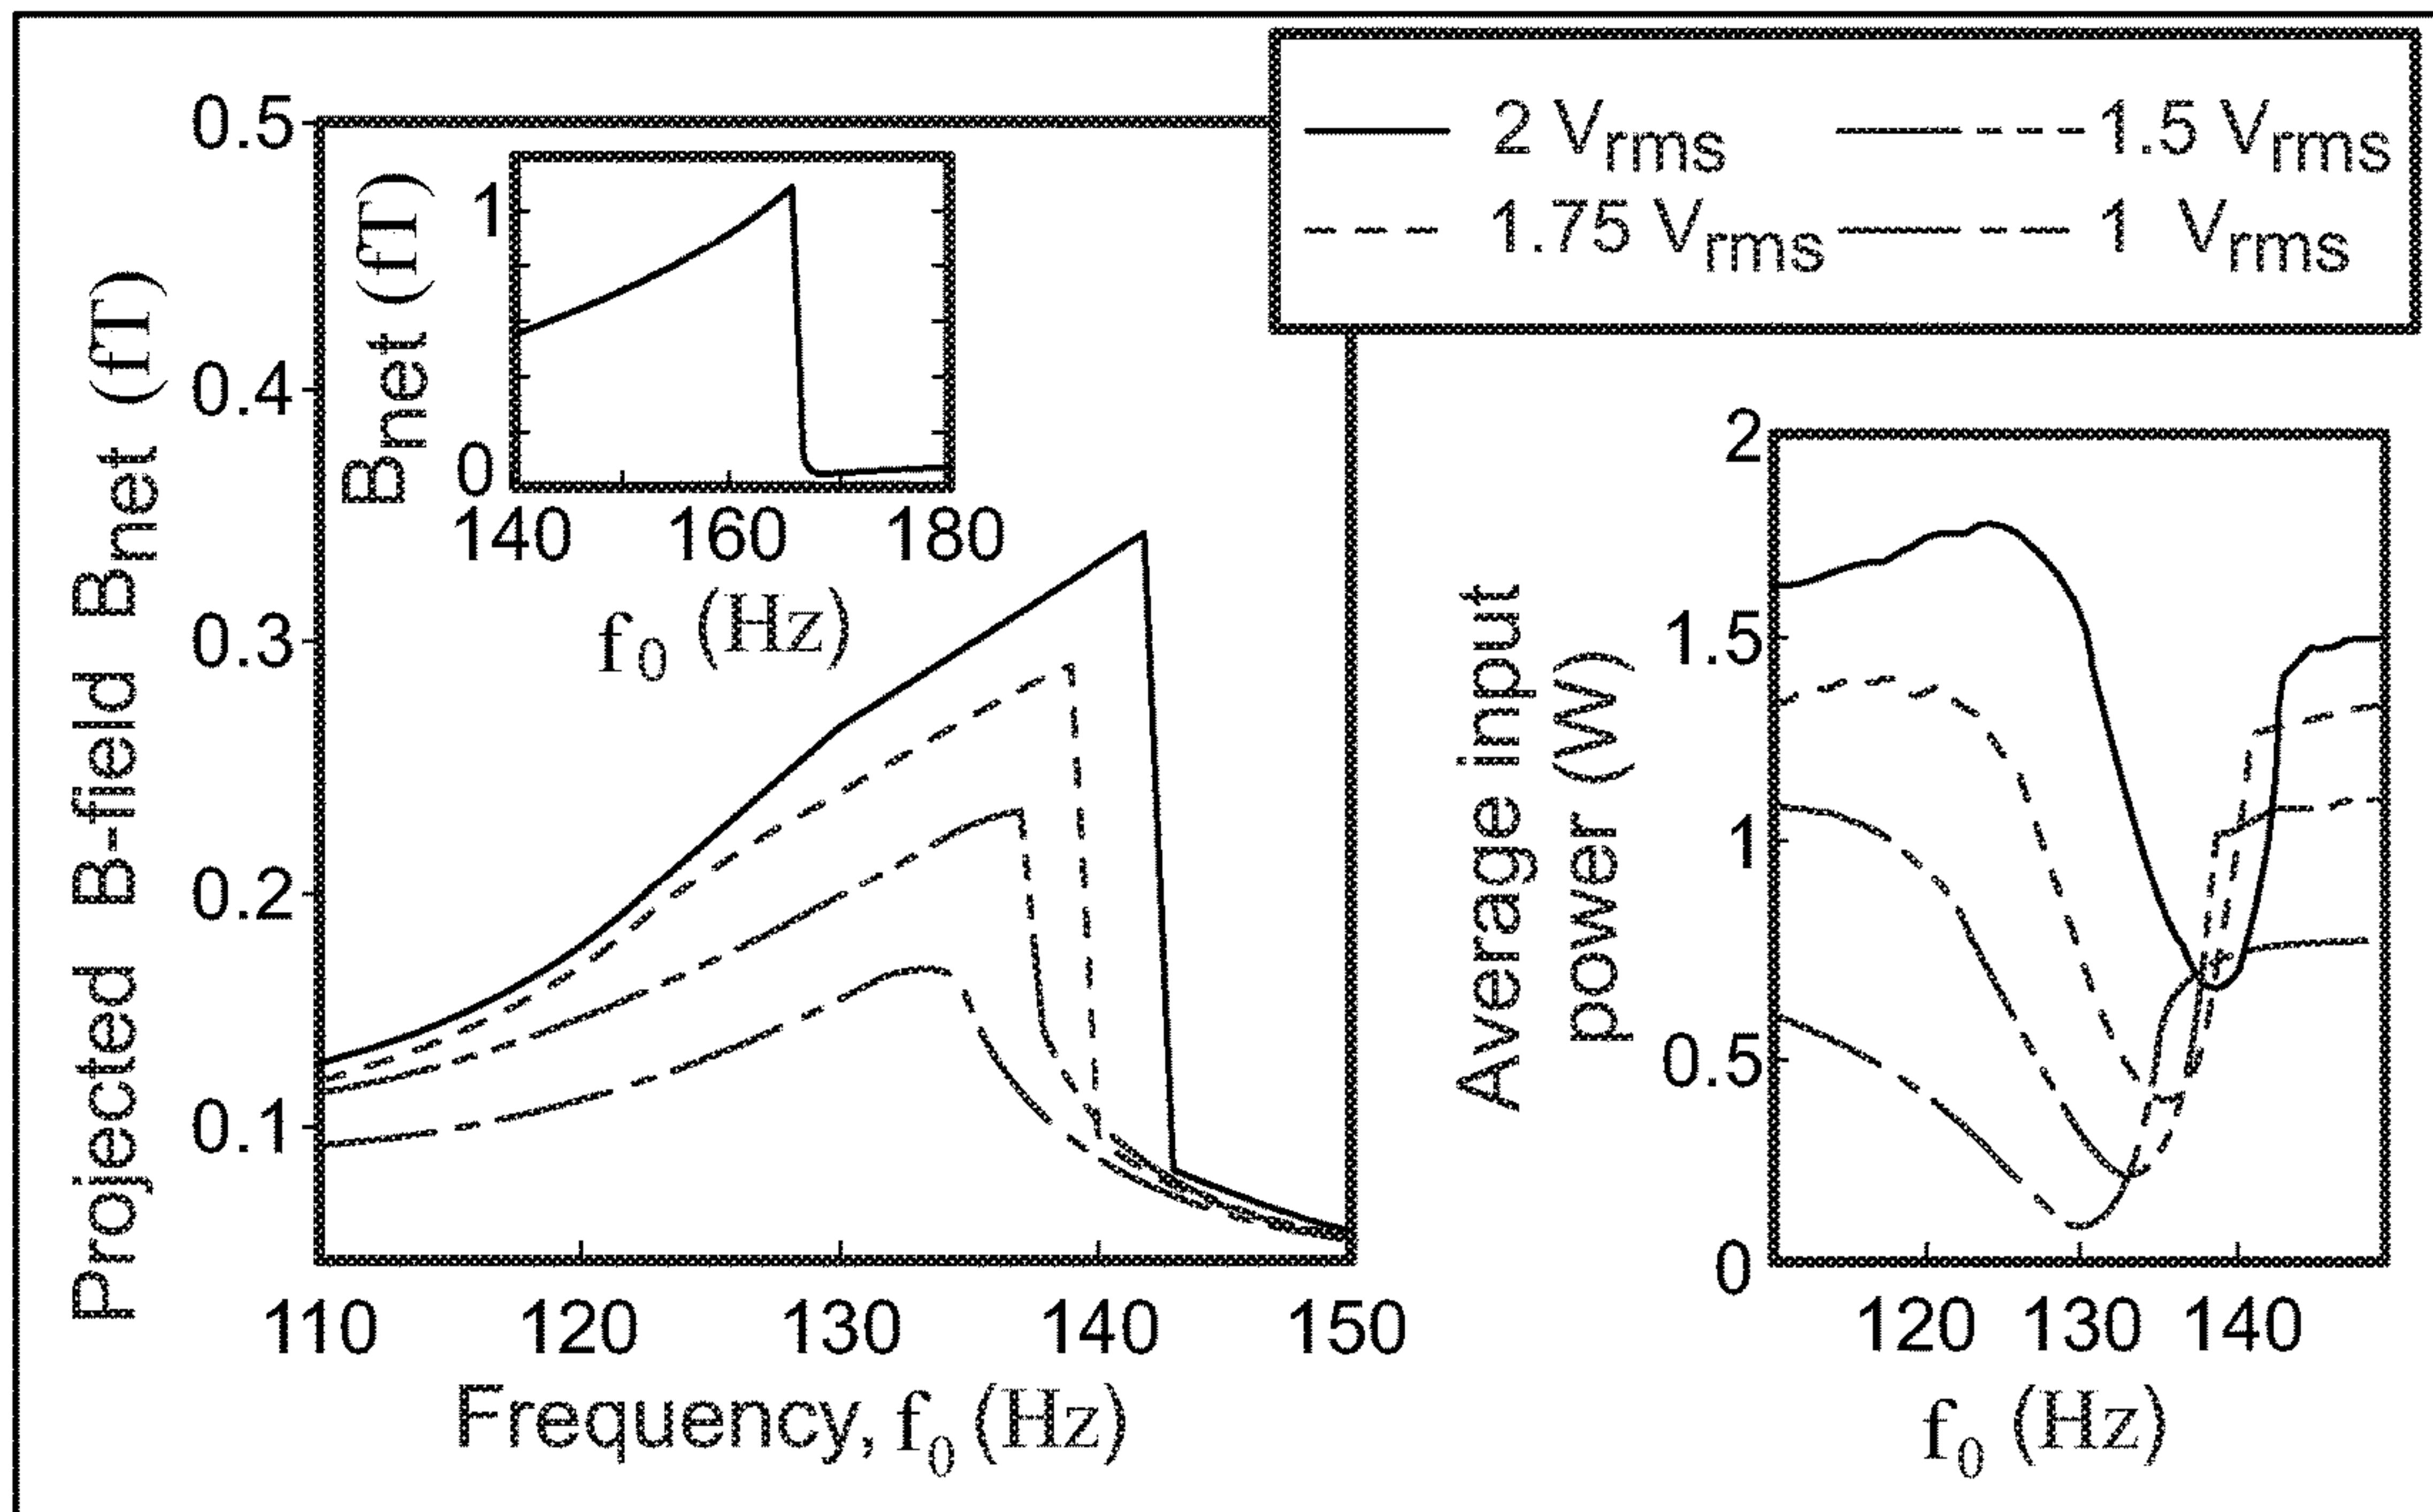 2 Vrms
1.5 Vrms
1.75 Vrms
1 Vrms
Projected B-field Bnet (fT)
0.5
0.4
0.3
0.2
0.1
110 120 130 140 150
Frequency, f0 (Hz)
Bnet (fT)
1
0
140 160 180
f0 (Hz)
Average input
power (W)
2
1.5
1
0.5
0
120 130 140
f0 (Hz)